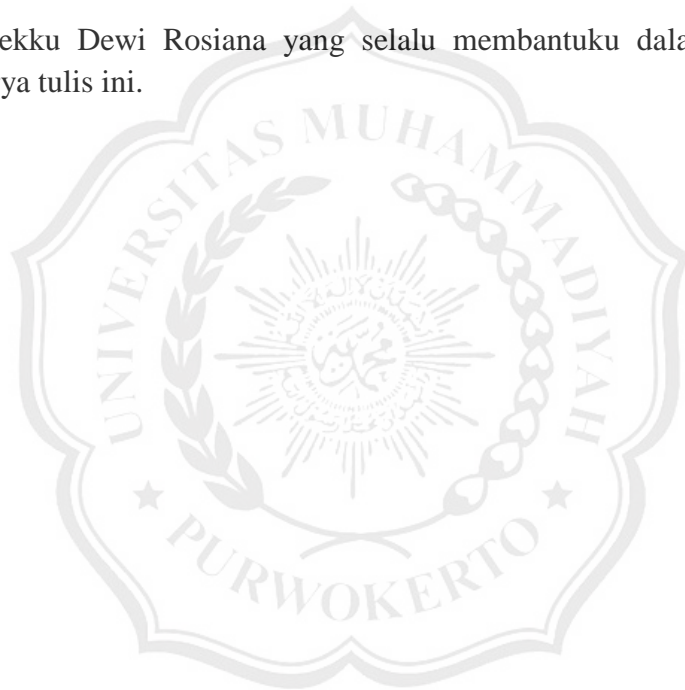 ekku Dewi Rosiana yang selalu membantuku dala
ya tulis ini.
UNIVERSITAS MUHAMMADIYAH
PURWOKERTO